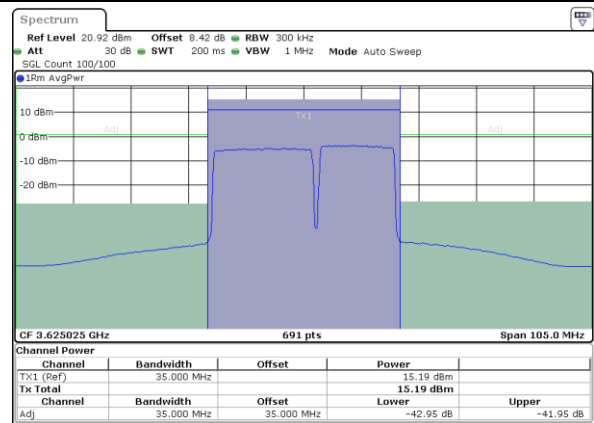 Spectrum
Ref Level 20.92 dBm Offset 8.42 dB RBW 300 kHz
Att 30 dB SWT 200 ms VBW 1 MHz Mode Auto Sweep
SGL Count 100/100
1Rm AvgPwr
10 dBm
TX1
Adj Adj
0 dBm
-10 dBm
-20 dBm
CF 3.625025 GHz 691 pts Span 105.0 MHz
Channel Power
Channel Bandwidth Offset Power
TX1 (Ref) 35.000 MHz 15.19 dBm
Tx Total 15.19 dBm
Channel Bandwidth Offset Lower Upper
Adj 35.000 MHz 35.000 MHz -42.95 dB -41.95 dB